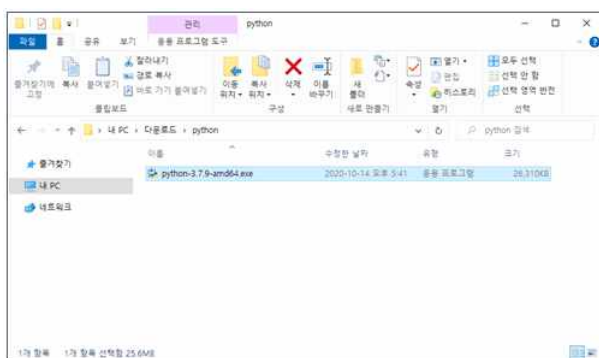 관리 python
파일 홈 공유 보기 응용 프로그램 도구
즐겨찾기에 고정
복사
붙여넣기
잘라내기
경로 복사
바로 가기 붙여넣기
이동 위치
복사 위치
삭제
이름 바꾸기
새 폴더
속성
열기
편집
히스토리
모두 선택
선택 안 함
선택 영역 반전
클립보드 구성 새로 만들기 열기 선택
내 PC > 다운로드 > python
python 검색
이름 수정한 날짜 유형 크기
즐겨찾기
내 PC
네트워크
python-3.7.9-amd64.exe 2020-10-14 오후 5:41 응용 프로그램 26,310KB
1개 항목 1개 항목 선택함 25.6MB